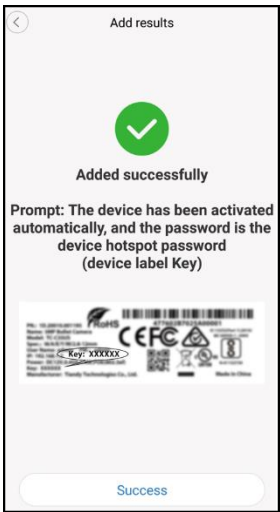 Add results
Added successfully
Prompt: The device has been activated
automatically, and the password is the
device hotspot password
(device label Key)
RoHS
Key: XXXXXX
Made in China
Success